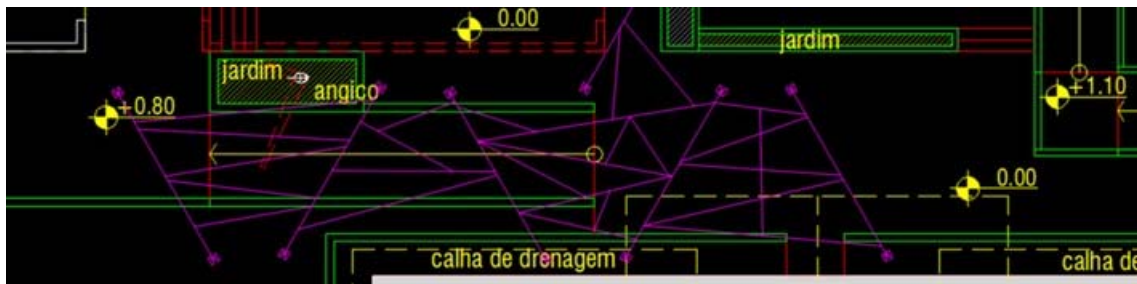 0.00
jardim
jardim
angico
+0.80
+1.10
0.00
calha de drenagem
calha de